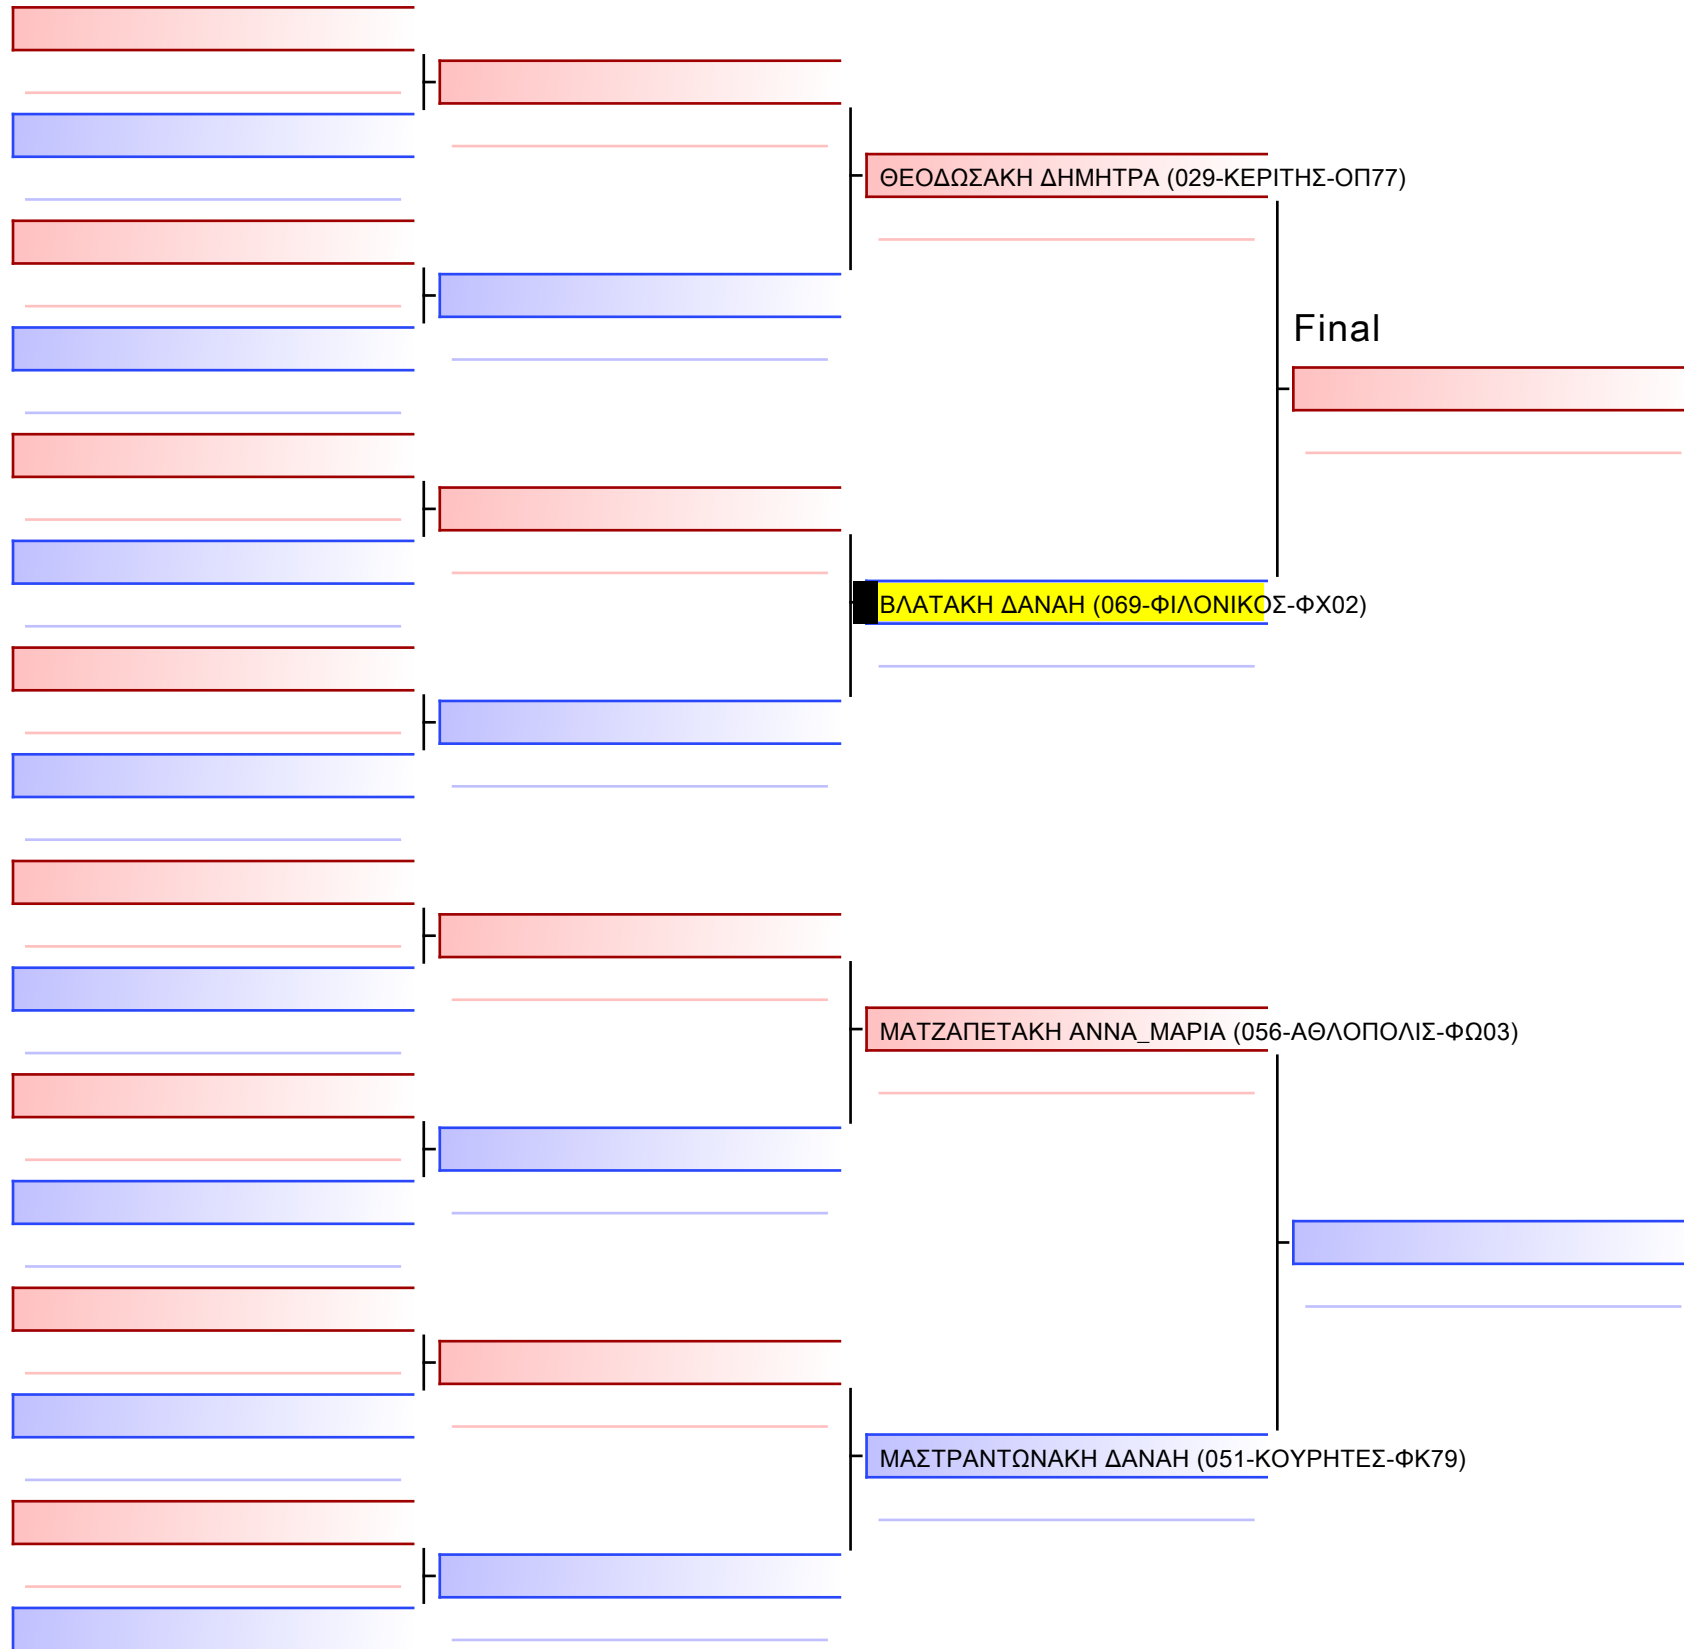 ΘΕΟΔΩΣΑΚΗ ΔΗΜΗΤΡΑ (029-ΚΕΡΙΤΗΣ-ΟΠ77)
Final
ΒΛΑΤΑΚΗ ΔΑΝΑΗ (069-ΦΙΛΟΝΙΚΟΣ-ΦΧ02)
ΜΑΤΖΑΠΕΤΑΚΗ ΑΝΝΑ_ΜΑΡΙΑ (056-ΑΘΛΟΠΟΛΙΣ-ΦΩ03)
ΜΑΣΤΡΑΝΤΩΝΑΚΗ ΔΑΝΑΗ (051-ΚΟΥΡΗΤΕΣ-ΦΚ79)